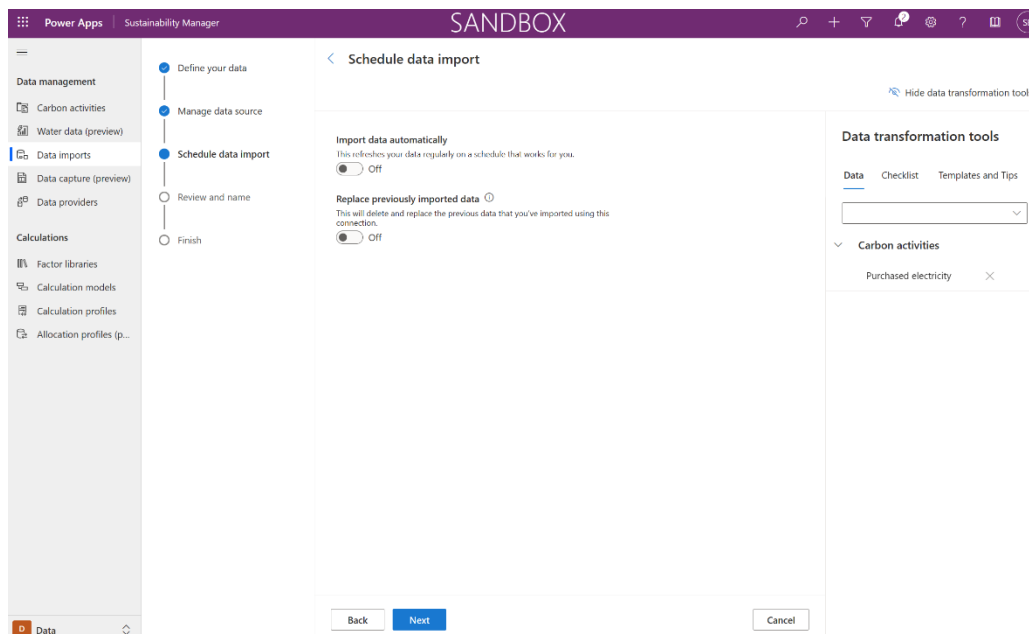 Power Apps
Sustainability Manager
SANDBOX
2
Data management
Carbon activities
Water data (preview)
Data imports
Data capture (preview)
Data providers
Calculations
Factor libraries
Calculation models
Calculation profiles
Allocation profiles (p...
D Data
Define your data
Manage data source
Schedule data import
Review and name
Finish
Schedule data import
Hide data transformation tools
Import data automatically
This refreshes your data regularly on a schedule that works for you.
Off
Replace previously imported data
This will delete and replace the previous data that you've imported using this
connection.
Off
Data transformation tools
Data Checklist Templates and Tips
Carbon activities
Purchased electricity
Back Next Cancel